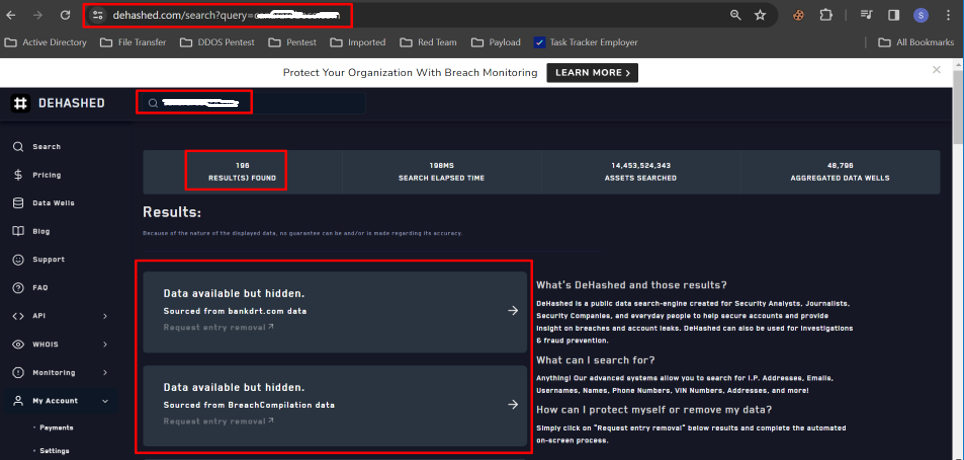 dehashed.com/search?query=
S
Active Directory
File Transfer
DDOS Pentest
Pentest
Imported
Red Team
Payload
Task Tracker Employer
All Bookmarks
Protect Your Organization With Breach Monitoring
LEARN MORE >
DEHASHED
Search
Pricing
Data Wells
Blog
Support
FAQ
API
WHOIS
Monitoring
My Account
• Payments
• Settings
196
RESULT(S) FOUND
198MS
SEARCH ELAPSED TIME
14,453,524,343
ASSETS SEARCHED
48,796
AGGREGATED DATA WELLS
Results:
Because of the nature of the displayed data, no guarantee can be and/or is made regarding its accuracy.
Data available but hidden.
Sourced from bankdrt.com data
Request entry removal
Data available but hidden.
Sourced from BreachCompilation data
Request entry removal
What's DeHashed and those results?
DeHashed is a public data search-engine created for Security Analysts, Journalists,
Security Companies, and everyday people to help secure accounts and provide
insight on breaches and account leaks. DeHashed can also be used for investigations
& fraud prevention.
What can I search for?
Anything! Our advanced systems allow you to search for I.P. Addresses, Emails,
Usernames, Names, Phone Numbers, VIN Numbers, Addresses, and more!
How can I protect myself or remove my data?
Simply click on "Request entry removal" below results and complete the automated
on-screen process.